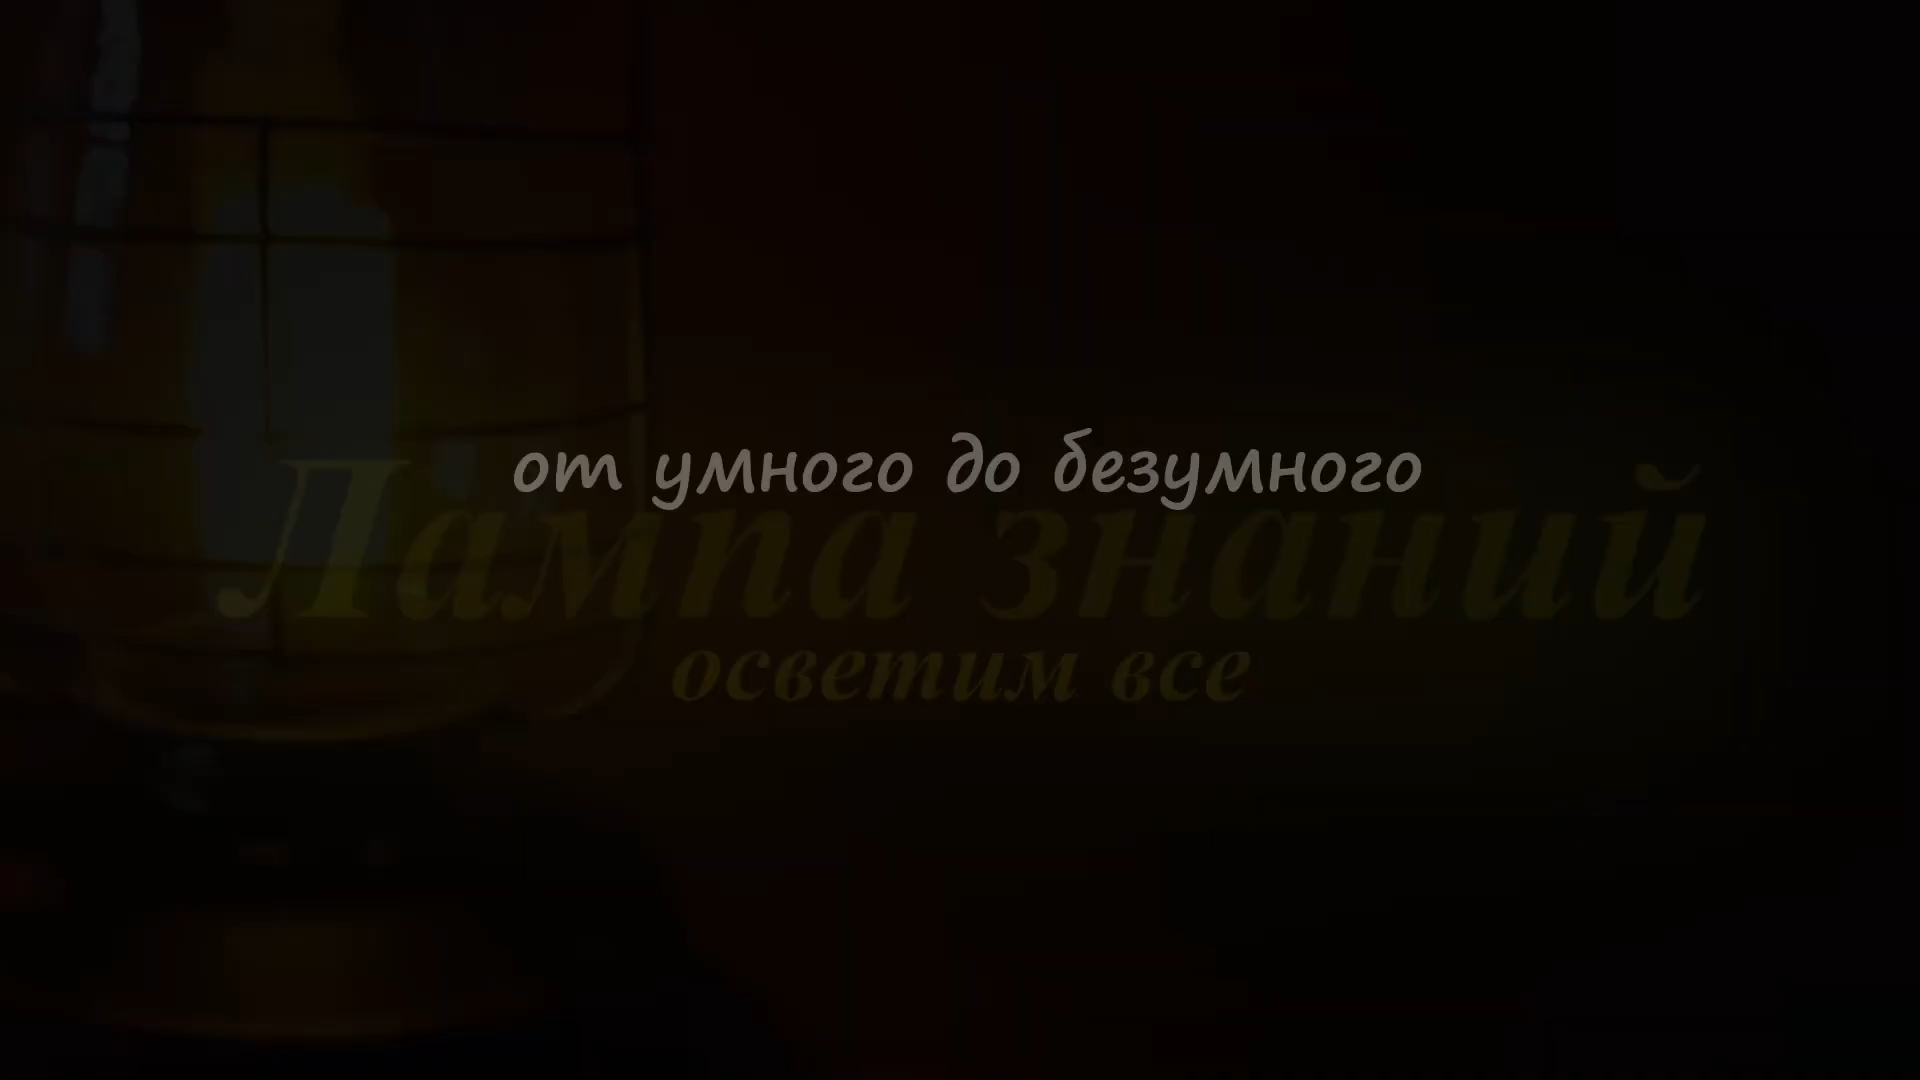 от умного до безумного
Лампа знаний
осветим все